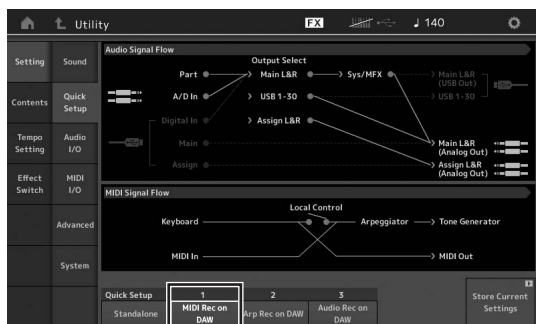 Utility
FX
♩ 140
Setting
Sound
Contents
Quick
Setup
Tempo
Setting
Audio
I/O
Effect
Switch
MIDI
I/O
Advanced
System
Audio Signal Flow
Output Select
Part
Main L&R
Sys/MFX
Main L&R
(USB Out)
A/D In
USB 1-30
USB 1-30
Digital In
Assign L&R
Main
Main L&R
(Analog Out)
Assign
Assign L&R
(Analog Out)
MIDI Signal Flow
Local Control
Keyboard
Arpeggiator
Tone Generator
MIDI In
MIDI Out
Quick Setup
1
2
3
Standalone
MIDI Rec on
DAW
Arp Rec on DAW
Audio Rec on
DAW
Store Current
Settings